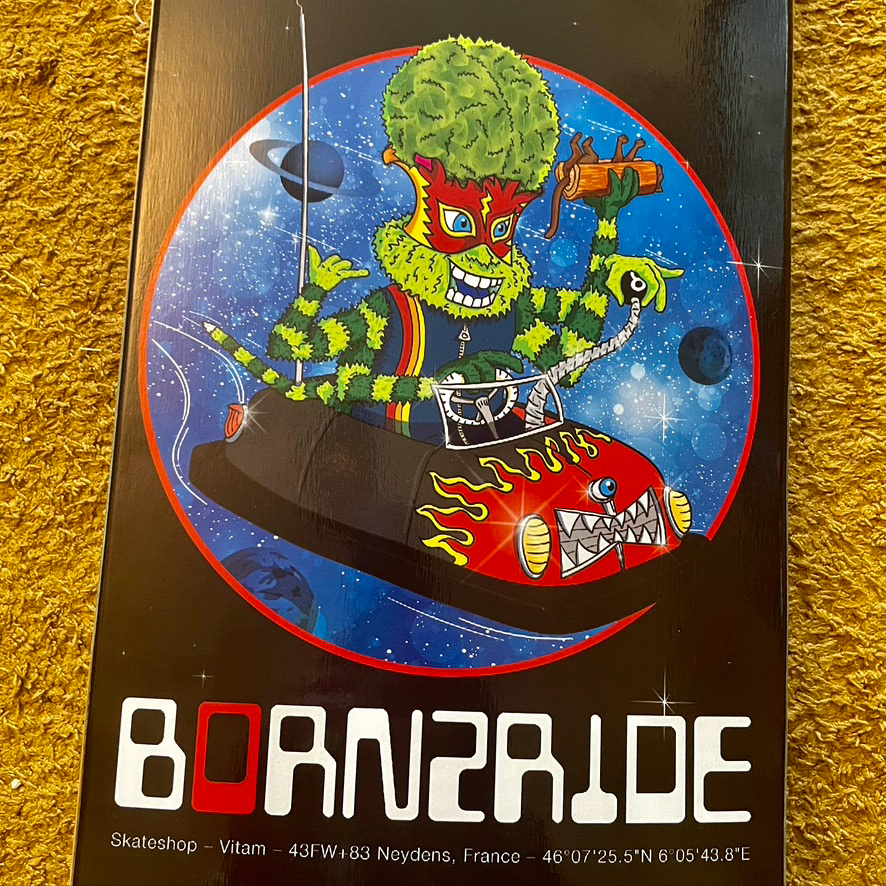 BORN2RIDE
Skateshop – Vitam – 43FW+83 Neydens, France – 46°07'25.5"N 6°05'43.8"E